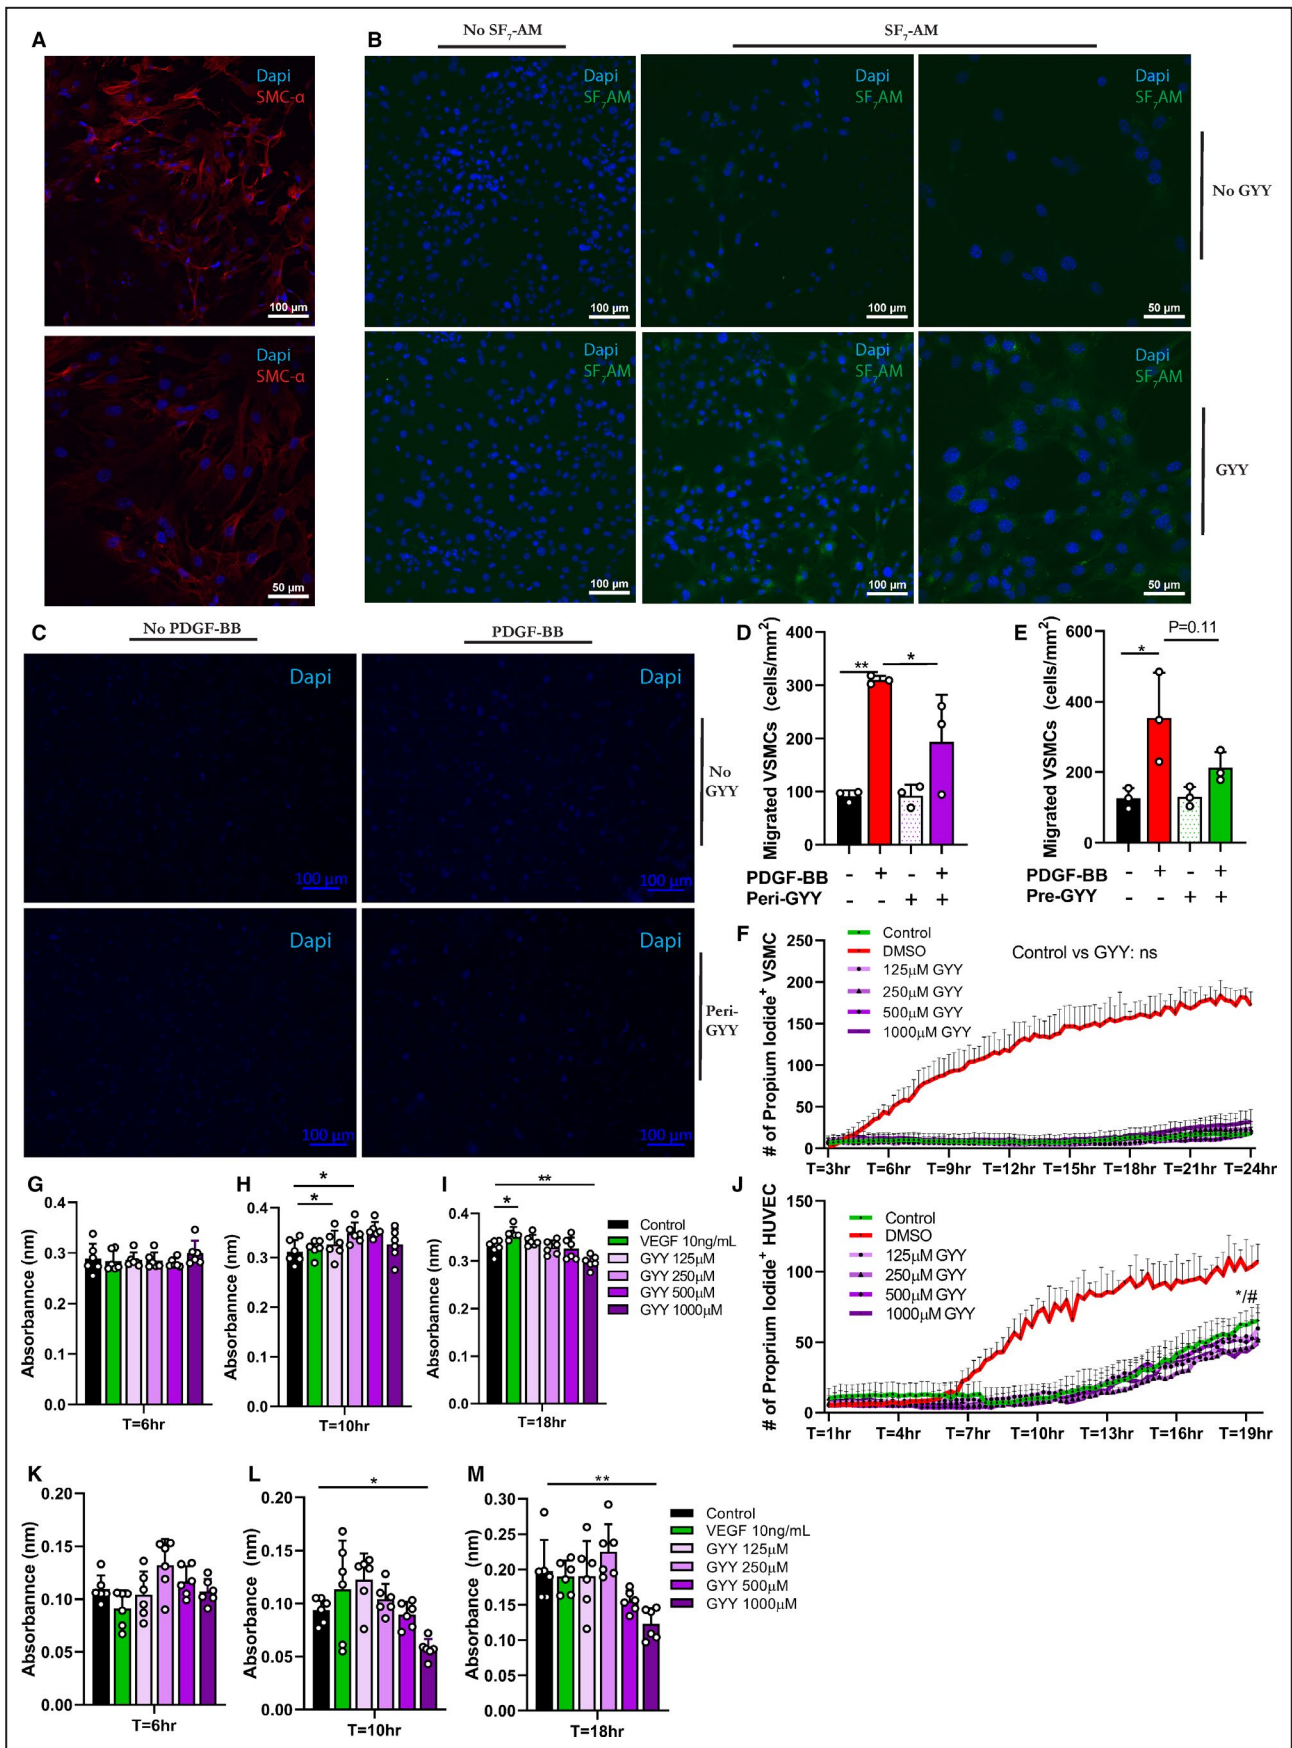 A
Dapi
SMC-α
100 µm
Dapi
SMC-α
50 µm
B
No SF7-AM
SF7-AM
Dapi
SF7AM
100 µm
Dapi
SF7AM
100 µm
Dapi
SF7AM
50 µm
No GYY
Dapi
SF7AM
100 µm
Dapi
SF7AM
100 µm
Dapi
SF7AM
50 µm
GYY
C
No PDGF-BB
PDGF-BB
Dapi
100 µm
Dapi
100 µm
No
GYY
Dapi
100 µm
Dapi
100 µm
Peri-
GYY
D
Migrated VSMCs (cells/mm2)
400
300
200
100
0
**
*
PDGF-BB - + - +
Peri-GYY - - + +
E
Migrated VSMCs (cells/mm2)
600
400
200
0
*
P=0.11
PDGF-BB - + - +
Pre-GYY - - + +
F
# of Propium Iodide+ VSMC
250
200
150
100
50
0
Control
DMSO
125µM GYY
250µM GYY
500µM GYY
1000µM GYY
Control vs GYY: ns
T=3hr T=6hr T=9hr T=12hr T=15hr T=18hr T=21hr T=24hr
G
Absorbannce (nm)
0.4
0.3
0.2
0.1
0.0
T=6hr
H
Absorbance (nm)
0.4
0.3
0.2
0.1
0.0
*
*
T=10hr
I
Absorbance (nm)
0.4
0.3
0.2
0.1
0.0
**
*
T=18hr
Control
VEGF 10ng/mL
GYY 125µM
GYY 250µM
GYY 500µM
GYY 1000µM
J
# of Proprium Iodide+ HUVEC
150
100
50
0
Control
DMSO
125µM GYY
250µM GYY
500µM GYY
1000µM GYY
*/#
T=1hr T=4hr T=7hr T=10hr T=13hr T=16hr T=19hr
K
Absorbance (nm)
0.20
0.15
0.10
0.05
0.00
T=6hr
L
Absorbance (nm)
0.20
0.15
0.10
0.05
0.00
*
T=10hr
M
Absorbance (nm)
0.30
0.25
0.20
0.15
0.10
0.05
0.00
**
T=18hr
Control
VEGF 10ng/mL
GYY 125µM
GYY 250µM
GYY 500µM
GYY 1000µM